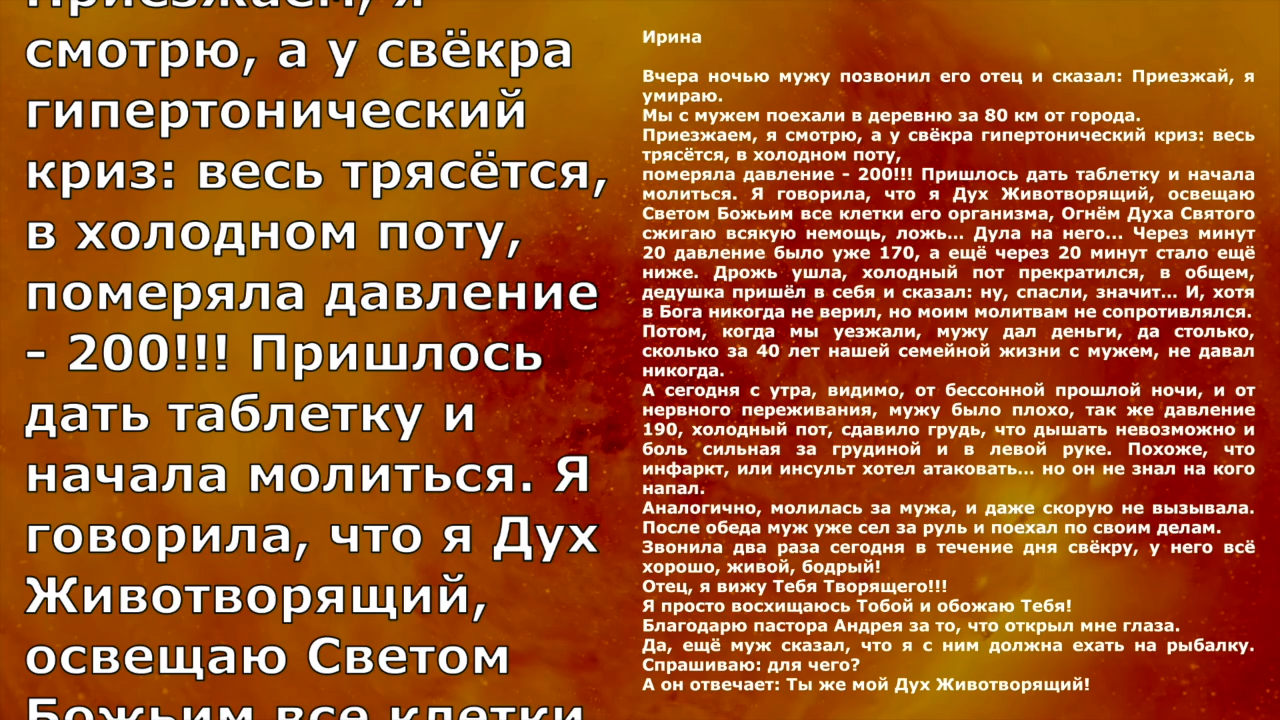 Приезжаем, я
смотрю, а у свёкра
гипертонический
криз: весь трясётся,
в холодном поту,
померяла давление
- 200!!! Пришлось
дать таблетку и
начала молиться. Я
говорила, что я Дух
Животворящий,
освещаю Светом
Божьим все клетки
Ирина
Вчера ночью мужу позвонил его отец и сказал: Приезжай, я
умираю.
Мы с мужем поехали в деревню за 80 км от города.
Приезжаем, я смотрю, а у свёкра гипертонический криз: весь
трясётся, в холодном поту,
померяла давление - 200!!! Пришлось дать таблетку и начала
молиться. Я говорила, что я Дух Животворящий, освещаю
Светом Божьим все клетки его организма, Огнём Духа Святого
сжигаю всякую немощь, ложь... Дула на него... Через минут
20 давление было уже 170, а ещё через 20 минут стало ещё
ниже. Дрожь ушла, холодный пот прекратился, в общем,
дедушка пришёл в себя и сказал: ну, спасли, значит... И, хотя
в Бога никогда не верил, но моим молитвам не сопротивлялся.
Потом, когда мы уезжали, мужу дал деньги, да столько,
сколько за 40 лет нашей семейной жизни с мужем, не давал
никогда.
А сегодня с утра, видимо, от бессонной прошлой ночи, и от
нервного переживания, мужу было плохо, так же давление
190, холодный пот, сдавило грудь, что дышать невозможно и
боль сильная за грудиной и в левой руке. Похоже, что
инфаркт, или инсульт хотел атаковать... но он не знал на кого
напал.
Аналогично, молилась за мужа, и даже скорую не вызывала.
После обеда муж уже сел за руль и поехал по своим делам.
Звонила два раза сегодня в течение дня свёкру, у него всё
хорошо, живой, бодрый!
Отец, я вижу Тебя Творящего!!!
Я просто восхищаюсь Тобой и обожаю Тебя!
Благодарю пастора Андрея за то, что открыл мне глаза.
Да, ещё муж сказал, что я с ним должна ехать на рыбалку.
Спрашиваю: для чего?
А он отвечает: Ты же мой Дух Животворящий!